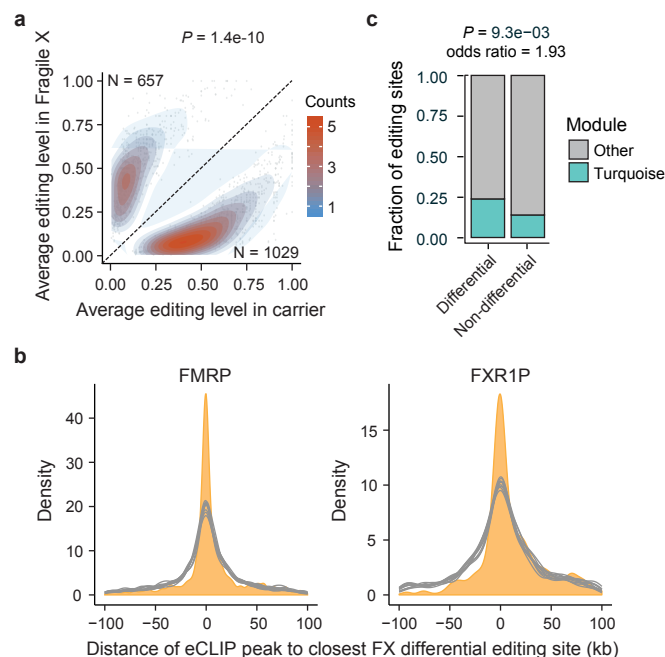 a
P = 1.4e-10
Average editing level in Fragile X
1.00
0.75
0.50
0.25
0.00
N = 657
N = 1029
0.00 0.25 0.50 0.75 1.00
Average editing level in carrier
Counts
5
3
1
c
P = 9.3e−03
odds ratio = 1.93
Fraction of editing sites
1.00
0.75
0.50
0.25
0.00
Differential
Non-differential
Module
Other
Turquoise
b
FMRP
Density
40
30
20
10
0
−100 −50 0 50 100
FXR1P
Density
15
10
5
0
−100 −50 0 50 100
Distance of eCLIP peak to closest FX differential editing site (kb)